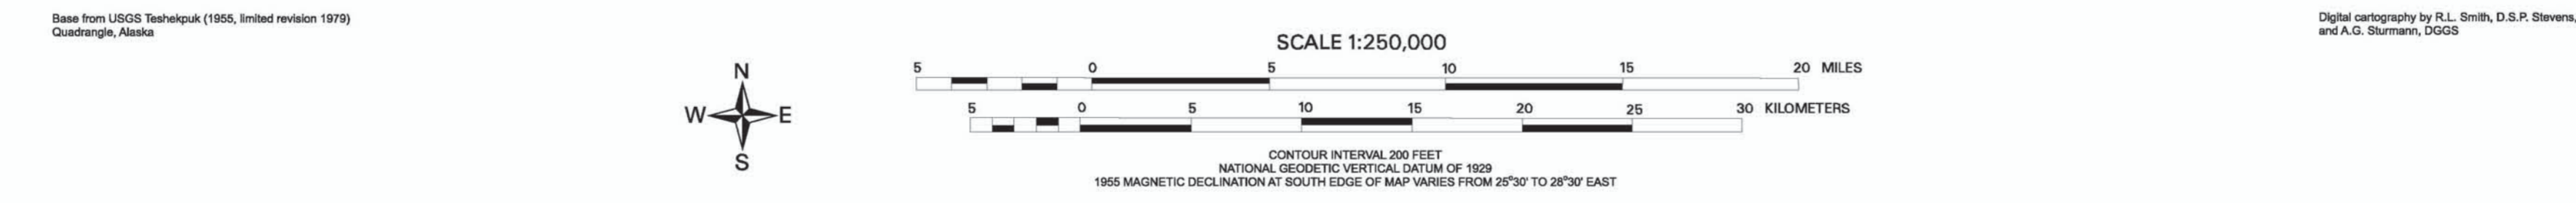 Base from USGS Teshekpuk (1955, limited revision 1979)
Quadrangle, Alaska
Digital cartography by R.L. Smith, D.S.P. Stevens,
and A.G. Sturmann, DGGS
SCALE 1:250,000
5 0 5 10 15 20 MILES
5 0 5 10 15 20 25 30 KILOMETERS
N
W E
S
CONTOUR INTERVAL 200 FEET
NATIONAL GEODETIC VERTICAL DATUM OF 1929
1955 MAGNETIC DECLINATION AT SOUTH EDGE OF MAP VARIES FROM 25°30' TO 28°30' EAST